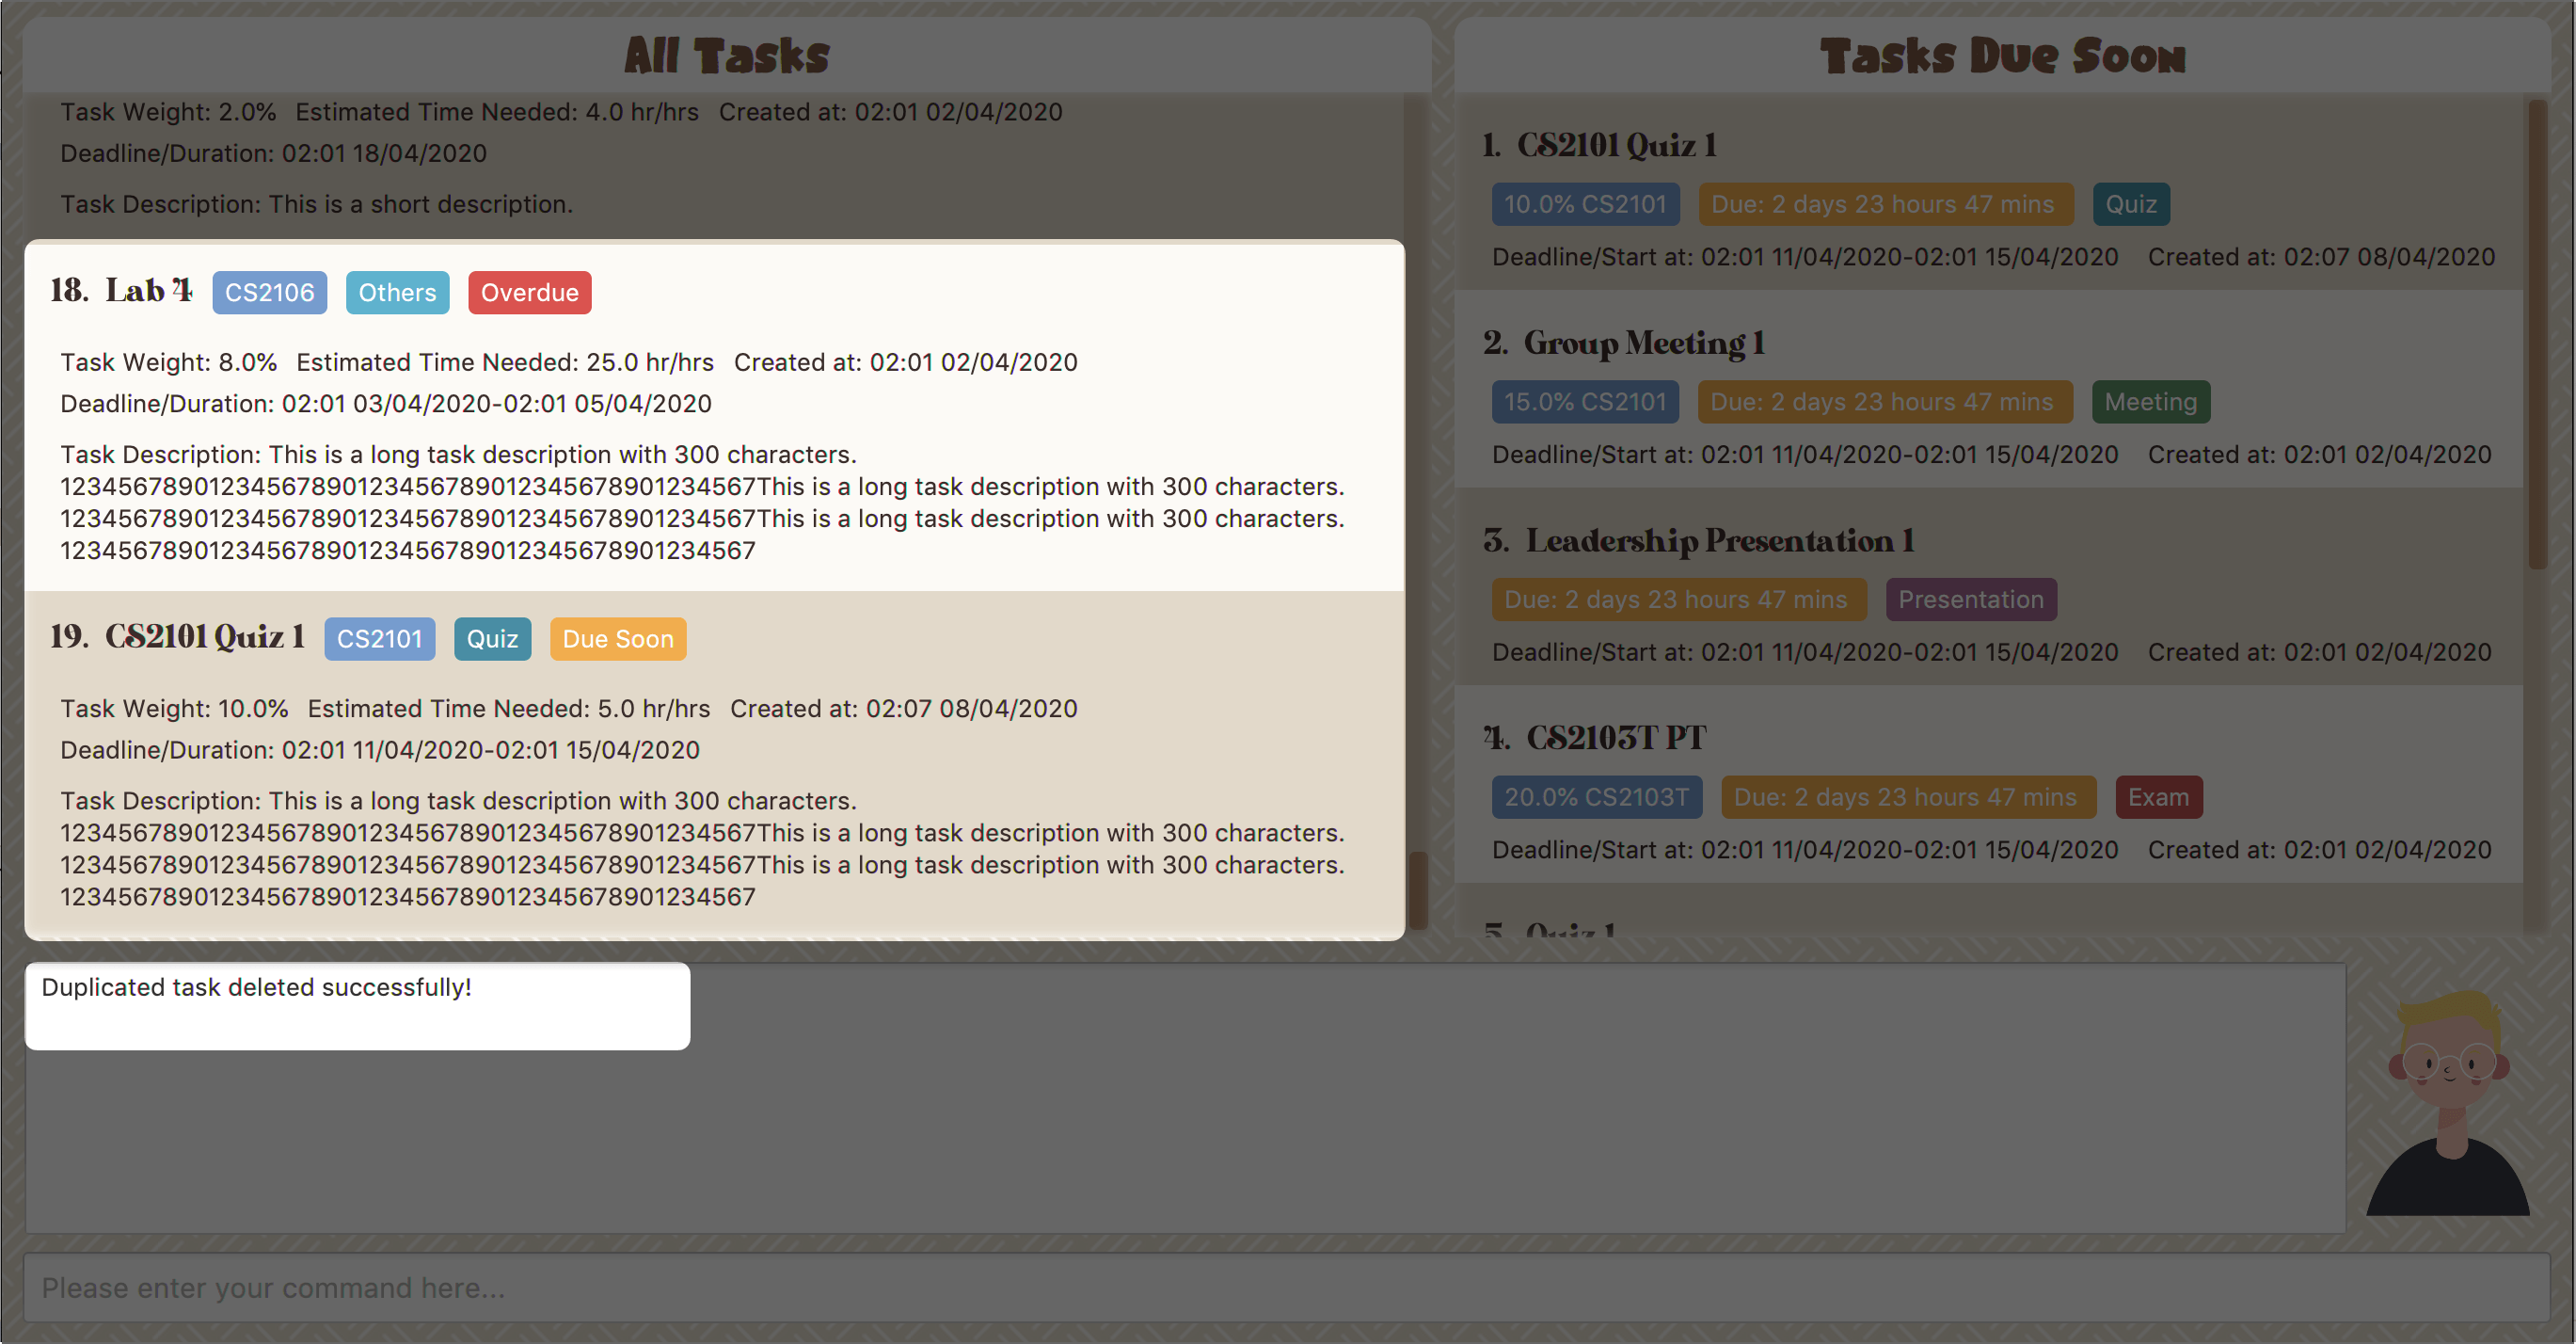 All Tasks
Task Weight: 2.0% Estimated Time Needed: 4.0 hr/hrs Created at: 02:01 02/04/2020
Deadline/Duration: 02:01 18/04/2020
Task Description: This is a short description.
18. Lab 4 CS2106 Others Overdue
Task Weight: 8.0% Estimated Time Needed: 25.0 hr/hrs Created at: 02:01 02/04/2020
Deadline/Duration: 02:01 03/04/2020-02:01 05/04/2020
Task Description: This is a long task description with 300 characters.
1234567890123456789012345678901234567890123456 7This is a long task description with 300 characters.
12345678901234567890123456789012345678901234567This is a long task description with 300 characters.
12345678901234567890123456789012345678901234567
19. CS2101 Quiz 1 CS2101 Quiz Due Soon
Task Weight: 10.0% Estimated Time Needed: 5.0 hr/hrs Created at: 02:07 08/04/2020
Deadline/Duration: 02:01 11/04/2020-02:01 15/04/2020
Task Description: This is a long task description with 300 characters.
12345678901234567890123456789012345678901234567This is a long task description with 300 characters.
12345678901234567890123456789012345678901234567This is a long task description with 300 characters.
12345678901234567890123456789012345678901234567
Tasks Due Soon
1. CS2101 Quiz 1
10.0% CS2101 Due: 2 days 23 hours 47 mins Quiz
Deadline/Start at: 02:01 11/04/2020-02:01 15/04/2020 Created at: 02:07 08/04/2020
2. Group Meeting 1
15.0% CS2101 Due: 2 days 23 hours 47 mins Meeting
Deadline/Start at: 02:01 11/04/2020-02:01 15/04/2020 Created at: 02:01 02/04/2020
3. Leadership Presentation 1
Due: 2 days 23 hours 47 mins Presentation
Deadline/Start at: 02:01 11/04/2020-02:01 15/04/2020 Created at: 02:01 02/04/2020
4. CS2103T PT
20.0% CS2103T Due: 2 days 23 hours 47 mins Exam
Deadline/Start at: 02:01 11/04/2020-02:01 15/04/2020 Created at: 02:01 02/04/2020
5. Quiz 1
Duplicated task deleted successfully!
Please enter your command here...